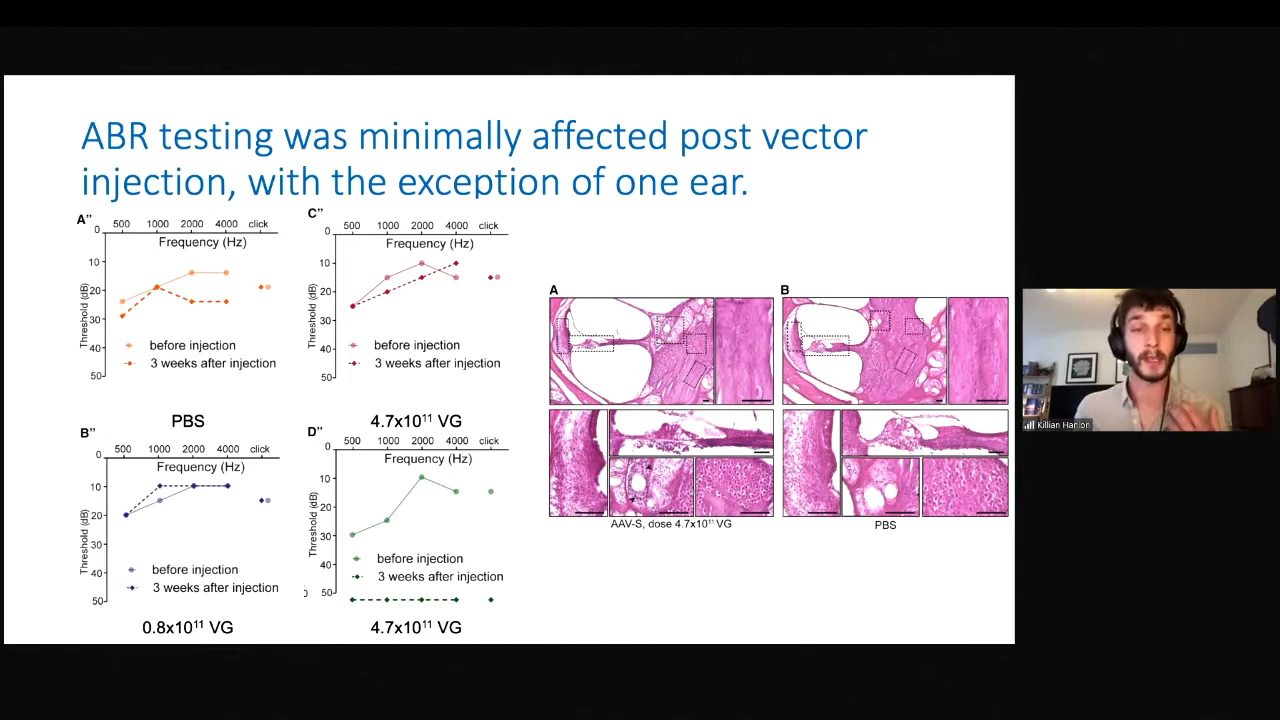 ABR testing was minimally affected post vector
injection, with the exception of one ear.
A”
500 1000 2000 4000 click
Frequency (Hz)
Threshold (dB)
0
10
20
30
40
50
before injection
3 weeks after injection
PBS
C”
500 1000 2000 4000 click
Frequency (Hz)
Threshold (dB)
0
10
20
30
40
50
before injection
3 weeks after injection
4.7x10¹¹ VG
B”
500 1000 2000 4000 click
Frequency (Hz)
Threshold (dB)
0
10
20
30
40
50
before injection
3 weeks after injection
0.8x10¹¹ VG
D”
500 1000 2000 4000 click
Frequency (Hz)
Threshold (dB)
0
10
20
30
40
50
before injection
3 weeks after injection
4.7x10¹¹ VG
A
AAV-S, dose 4.7x10¹¹ VG
B
PBS
Killian Hanlon